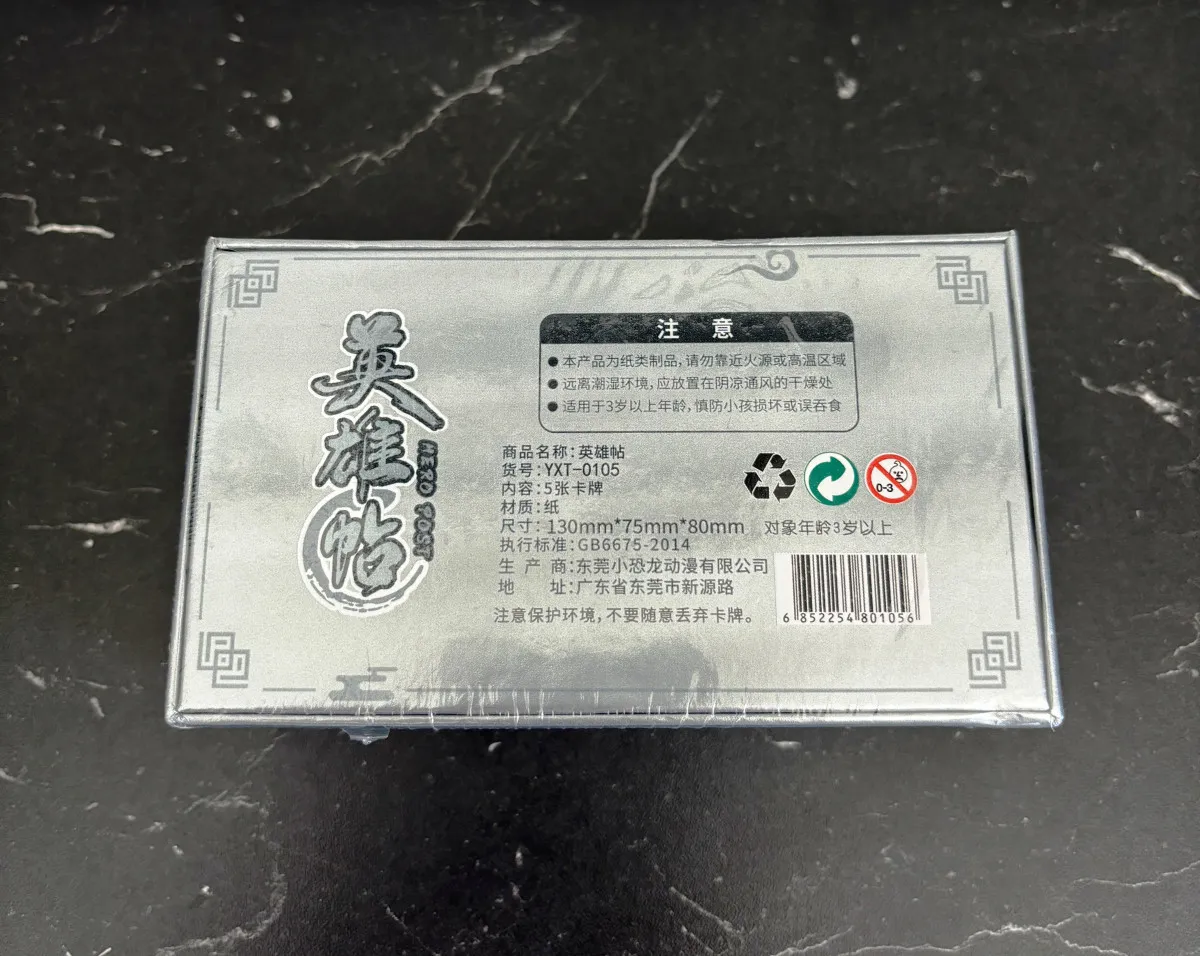 英雄帖
HERO TOST
注 意
●本产品为纸类制品,请勿靠近火源或高温区域
●远离潮湿环境,应放置在阴凉通风的干燥处
●适用于3岁以上年龄,慎防小孩损坏或误吞食
商品名称:英雄帖
货号:YXT-0105
内容:5张卡牌
材质:纸
尺寸:130mm*75mm*80mm
对象年龄3岁以上
执行标准:GB6675-2014
生 产 商:东莞小恐龙动漫有限公司
地 址:广东省东莞市新源路
注意保护环境,不要随意丢弃卡牌。
0-3
6 852254 801056